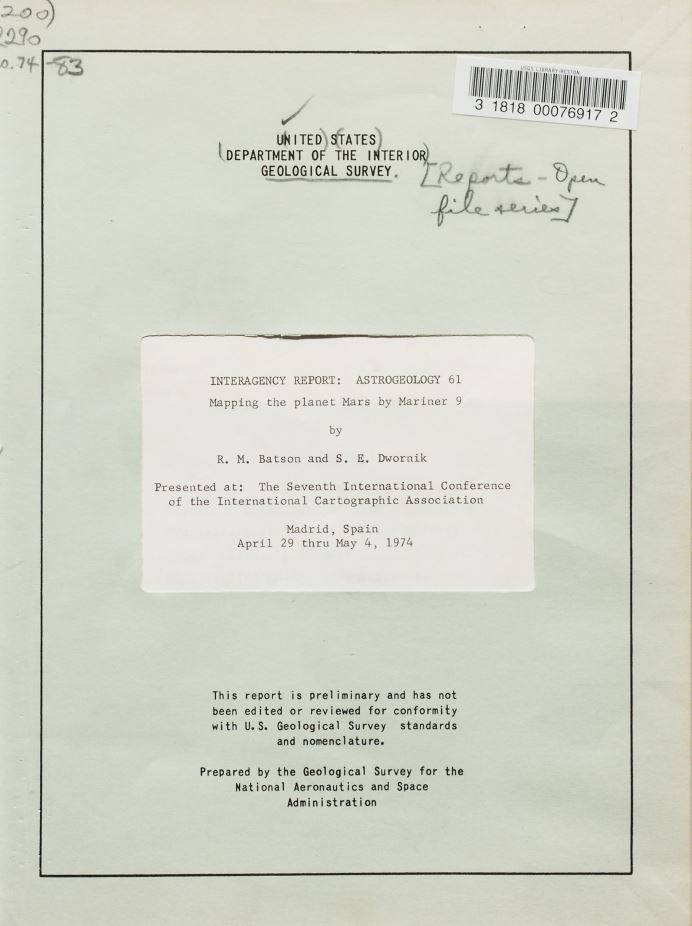 200)
R290
no. 74-83
USGS LIBRARY-RESTON
3 1818 00076917 2
UNITED STATES
DEPARTMENT OF THE INTERIOR
GEOLOGICAL SURVEY.
[Reports - Open
file series]
INTERAGENCY REPORT: ASTROGEOLOGY 61
Mapping the planet Mars by Mariner 9
by
R. M. Batson and S. E. Dwornik
Presented at: The Seventh International Conference
of the International Cartographic Association
Madrid, Spain
April 29 thru May 4, 1974
This report is preliminary and has not
been edited or reviewed for conformity
with U.S. Geological Survey standards
and nomenclature.
Prepared by the Geological Survey for the
National Aeronautics and Space
Administration